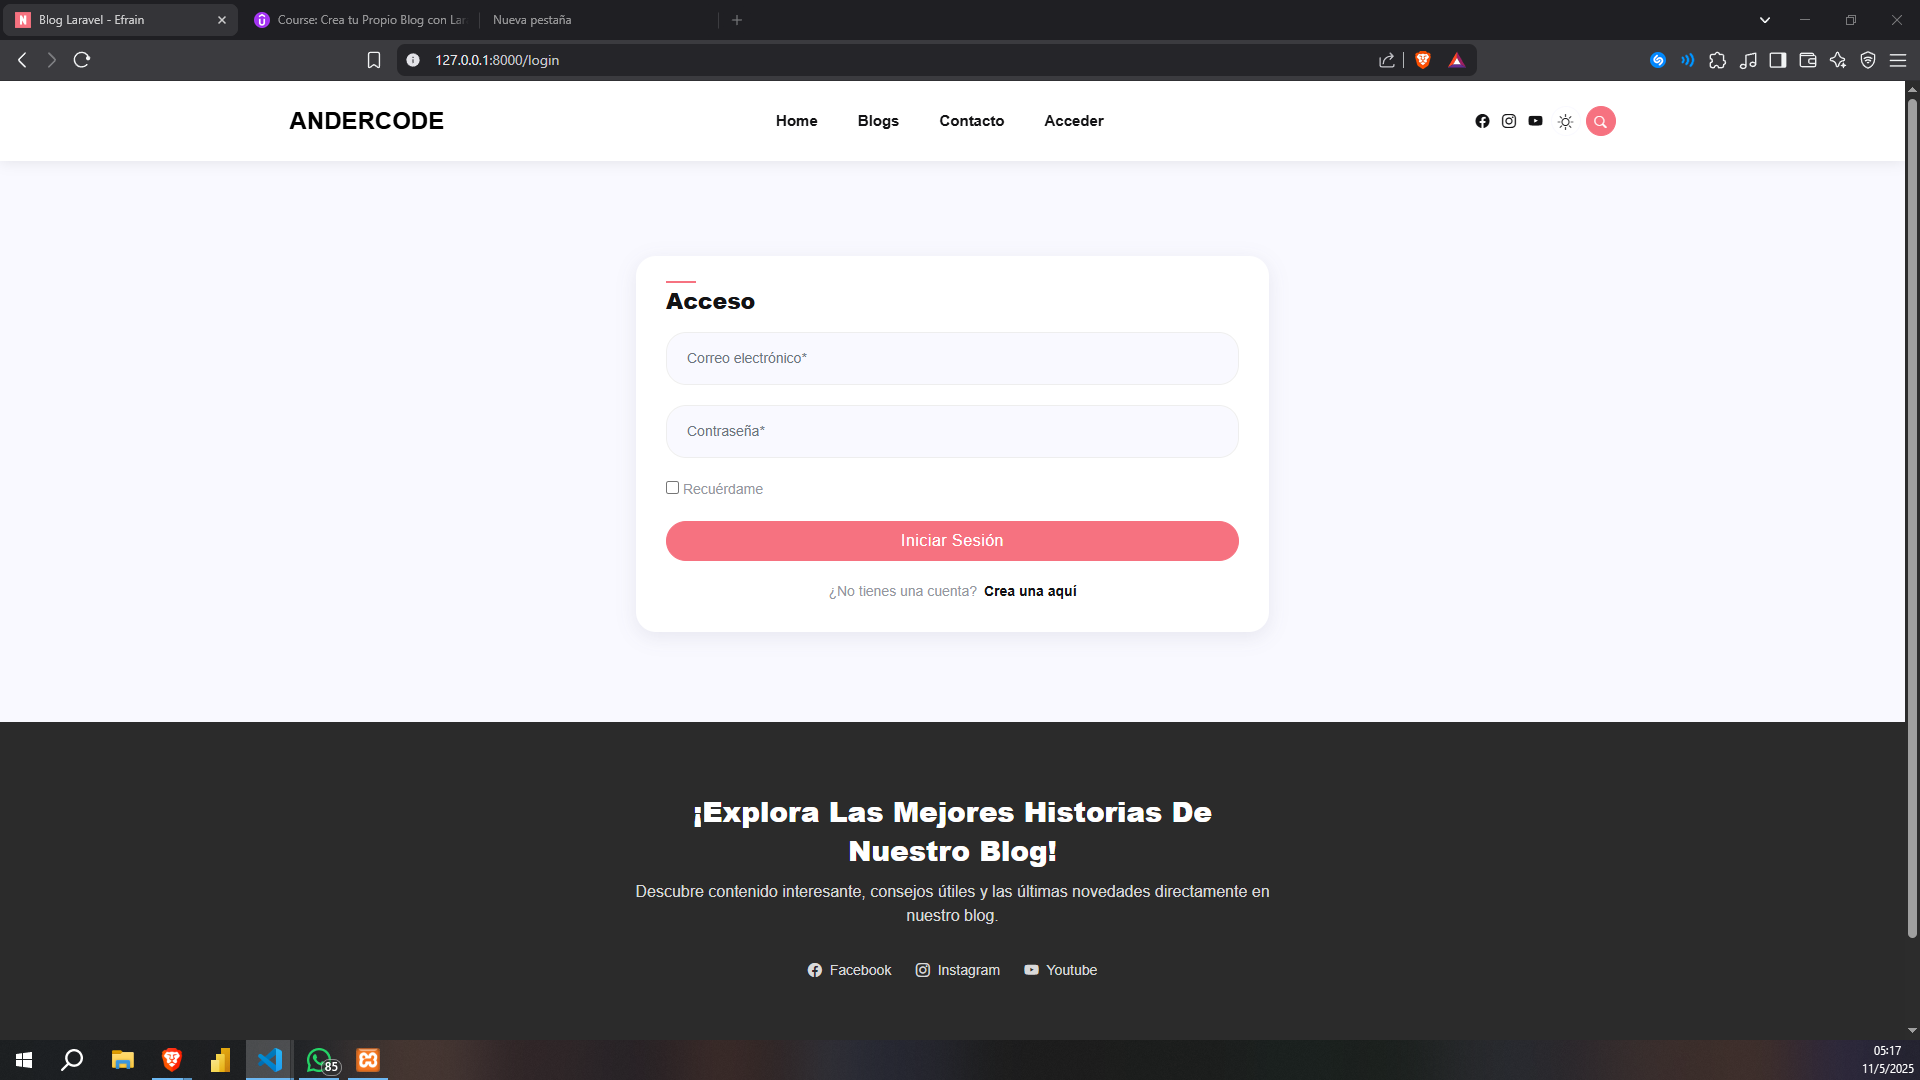 Blog Laravel - Efrain
Course: Crea tu Propio Blog con Lar
Nueva pestaña
127.0.0.1:8000/login
ANDERCODE
Home
Blogs
Contacto
Acceder
Acceso
Correo electrónico*
Contraseña*
Recuérdame
Iniciar Sesión
¿No tienes una cuenta? Crea una aquí
¡Explora Las Mejores Historias De
Nuestro Blog!
Descubre contenido interesante, consejos útiles y las últimas novedades directamente en
nuestro blog.
Facebook
Instagram
Youtube
85
05:17
11/5/2025